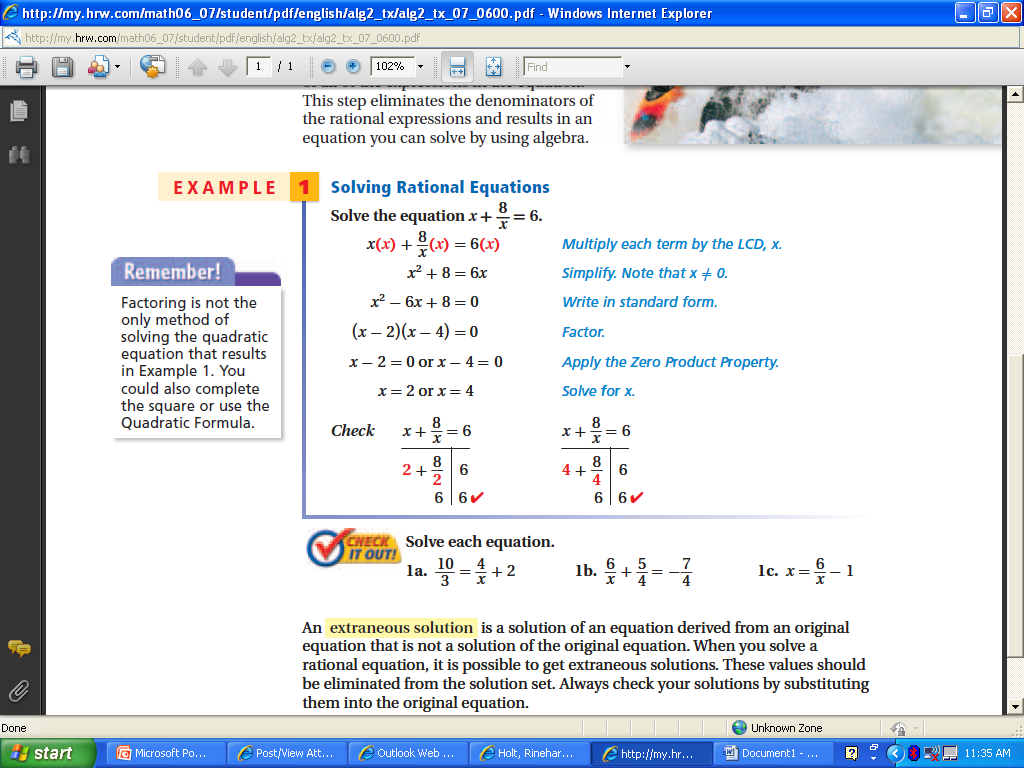 http://my.hrw.com/math06_07/student/pdf/english/alg2_tx/alg2_tx_07_0600.pdf - Windows Internet Explorer
http://my.hrw.com/math06_07/student/pdf/english/alg2_tx/alg2_tx_07_0600.pdf
1 / 1 102% Find
This step eliminates the denominators of
the rational expressions and results in an
equation you can solve by using algebra.
EXAMPLE 1 Solving Rational Equations
Solve the equation x + 8/x = 6.
x(x) + 8/x(x) = 6(x) Multiply each term by the LCD, x.
x² + 8 = 6x Simplify. Note that x ≠ 0.
x² − 6x + 8 = 0 Write in standard form.
(x − 2)(x − 4) = 0 Factor.
x − 2 = 0 or x − 4 = 0 Apply the Zero Product Property.
x = 2 or x = 4 Solve for x.
Remember!
Factoring is not the
only method of
solving the quadratic
equation that results
in Example 1. You
could also complete
the square or use the
Quadratic Formula.
Check x + 8/x = 6 x + 8/x = 6
2 + 8/2 | 6 4 + 8/4 | 6
6 | 6 ✔ 6 | 6 ✔
CHECK IT OUT! Solve each equation.
1a. 10/3 = 4/x + 2 1b. 6/x + 5/4 = −7/4 1c. x = 6/x − 1
An extraneous solution is a solution of an equation derived from an original
equation that is not a solution of the original equation. When you solve a
rational equation, it is possible to get extraneous solutions. These values should
be eliminated from the solution set. Always check your solutions by substituting
them into the original equation.
Done Unknown Zone
start Microsoft Po... Post/View Att... Outlook Web ... Holt, Rinehar... http://my.hr... Document1 - ... 11:35 AM